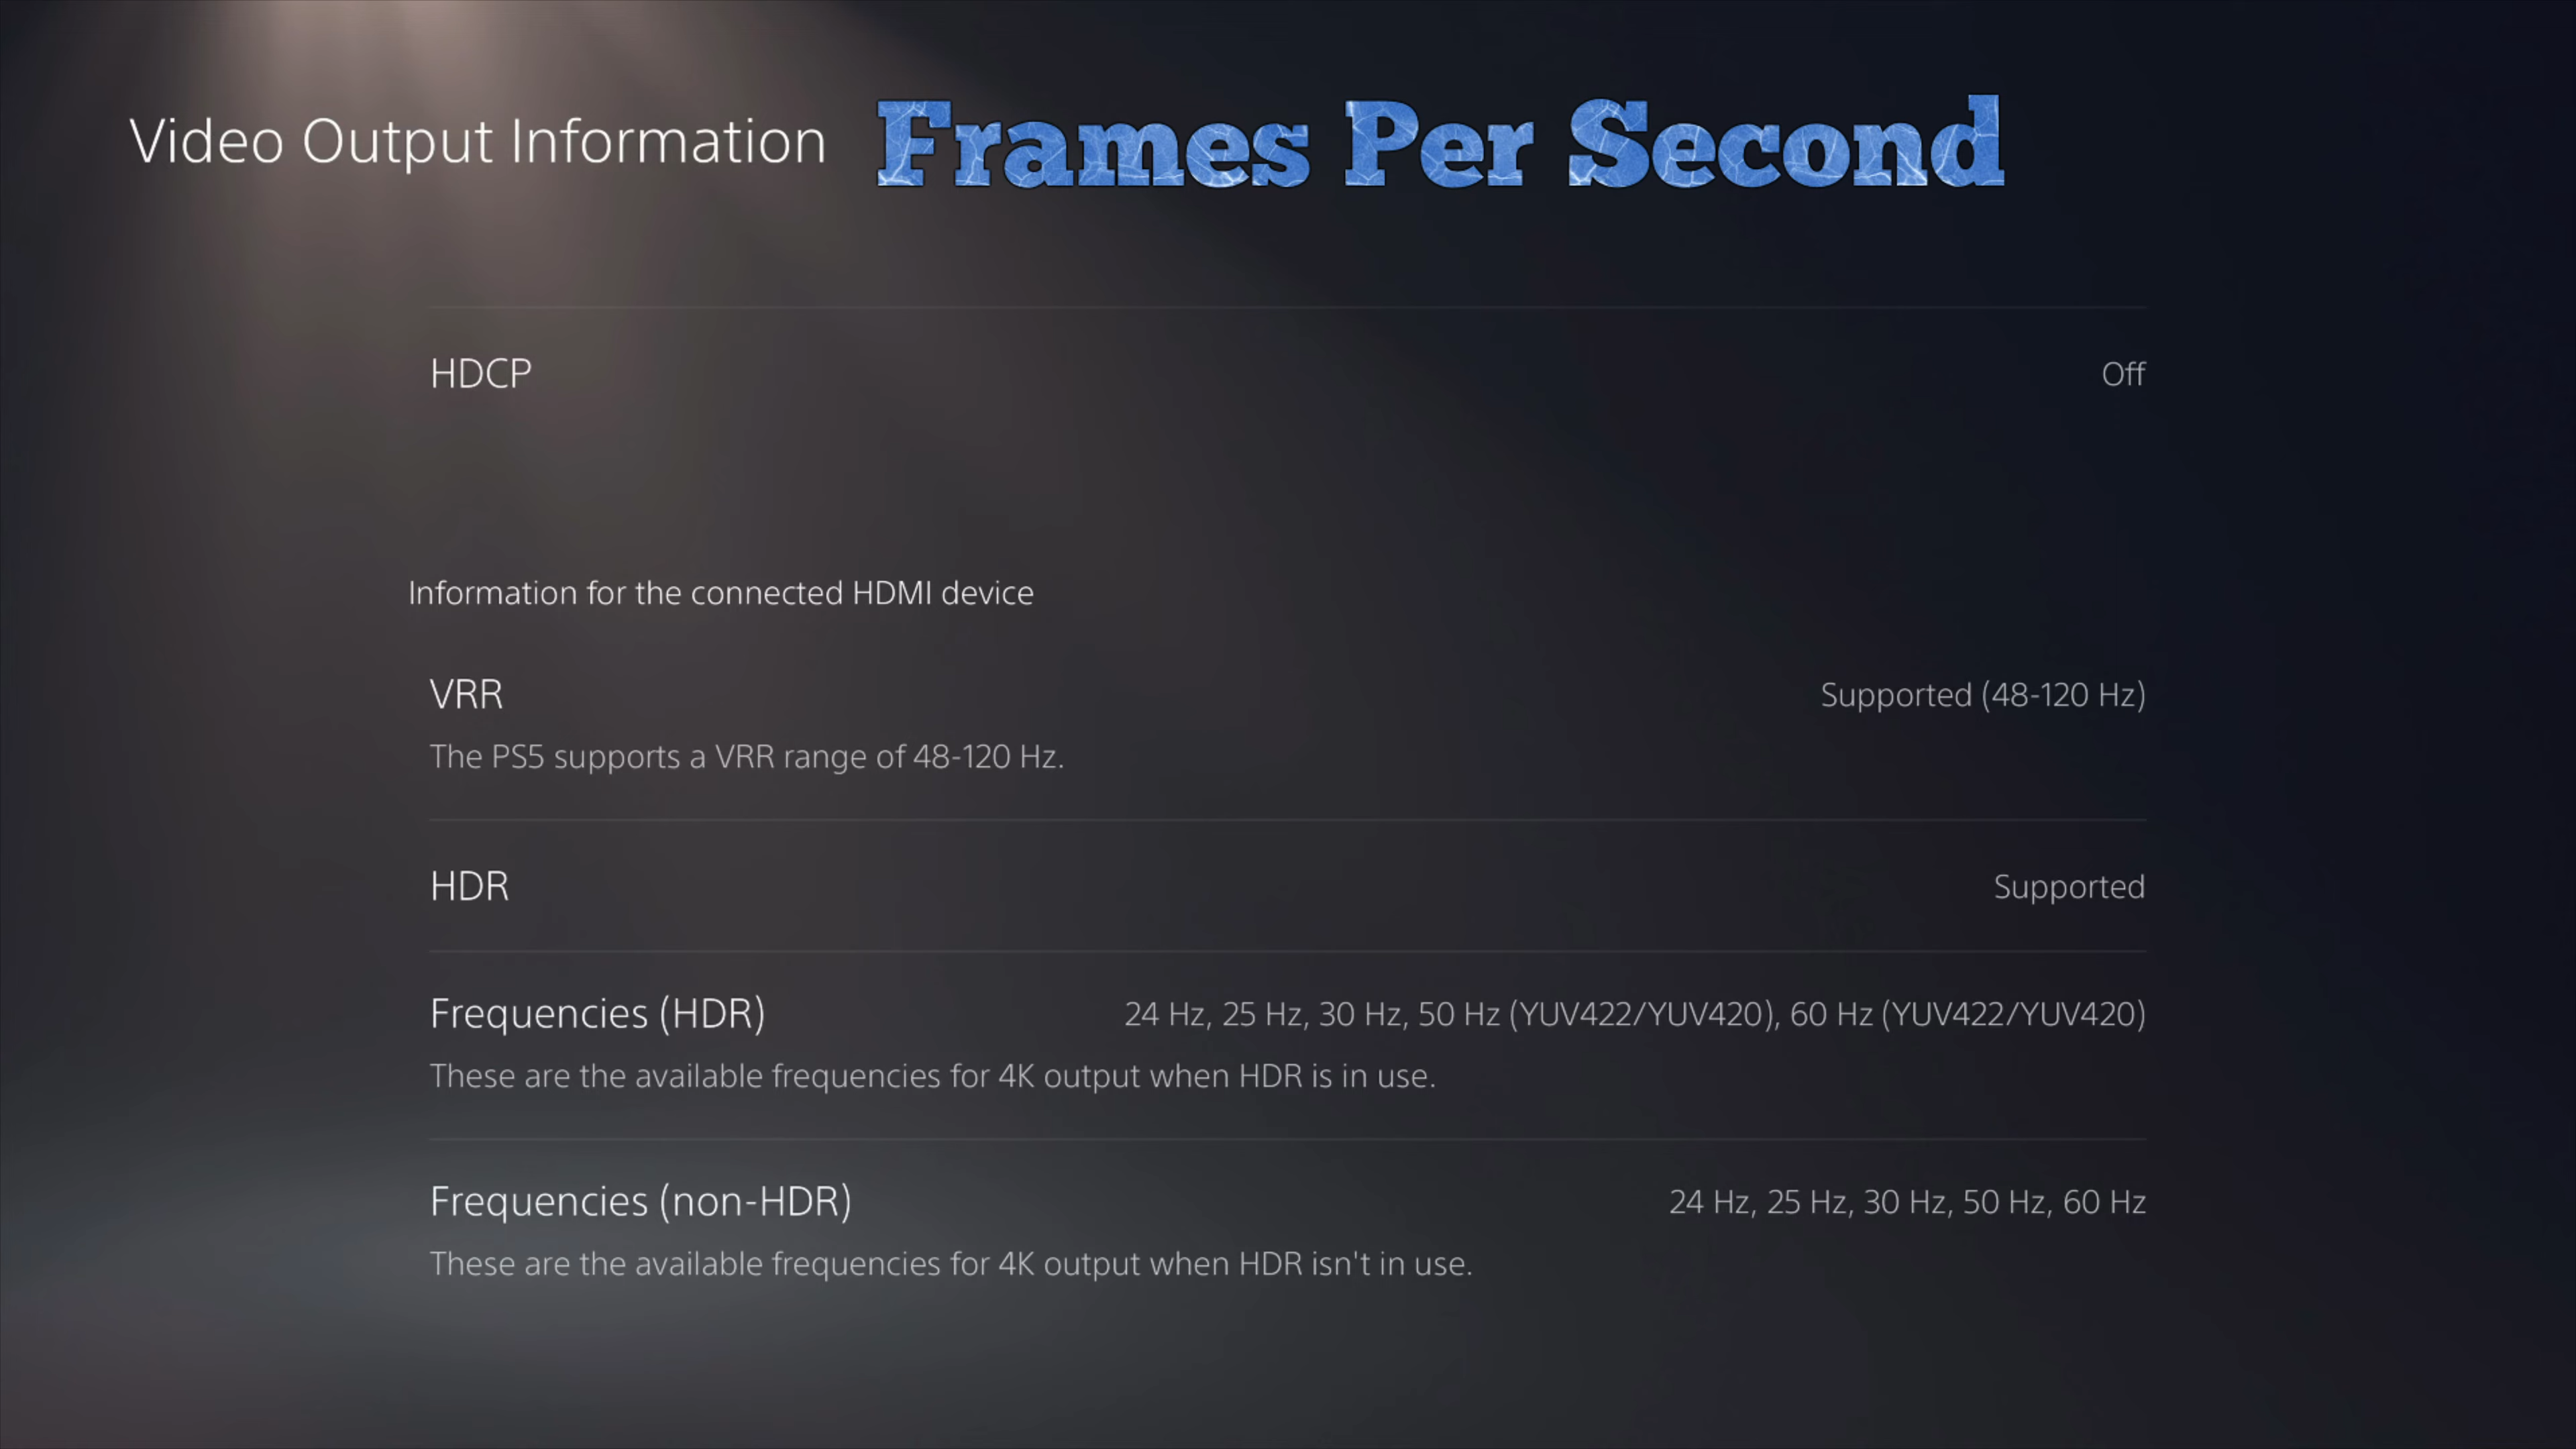 Video Output Information
Frames Per Second
HDCP
Off
Information for the connected HDMI device
VRR
Supported (48-120 Hz)
The PS5 supports a VRR range of 48-120 Hz.
HDR
Supported
Frequencies (HDR)
24 Hz, 25 Hz, 30 Hz, 50 Hz (YUV422/YUV420), 60 Hz (YUV422/YUV420)
These are the available frequencies for 4K output when HDR is in use.
Frequencies (non-HDR)
24 Hz, 25 Hz, 30 Hz, 50 Hz, 60 Hz
These are the available frequencies for 4K output when HDR isn't in use.